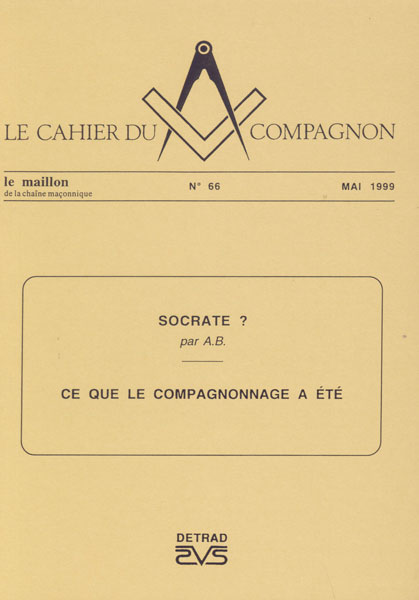 LE CAHIER DU COMPAGNON
le maillon
de la chaîne maçonnique
N° 66
MAI 1999
SOCRATE ?
par A.B.
CE QUE LE COMPAGNONNAGE A ÉTÉ
DETRAD